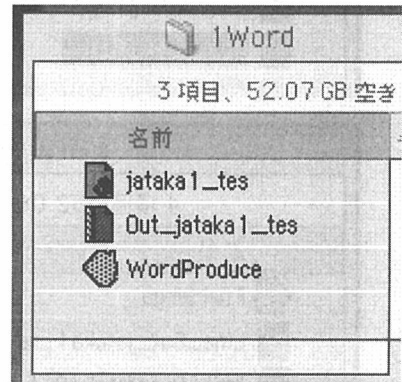 1Word
3 項目、52.07 GB 空き
名前
jataka1_tes
Out_jataka1_tes
WordProduce